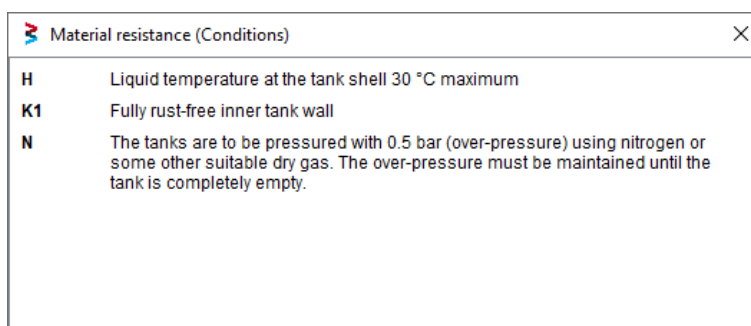 Material resistance (Conditions)
H Liquid temperature at the tank shell 30 °C maximum
K1 Fully rust-free inner tank wall
N The tanks are to be pressured with 0.5 bar (over-pressure) using nitrogen or
some other suitable dry gas. The over-pressure must be maintained until the
tank is completely empty.